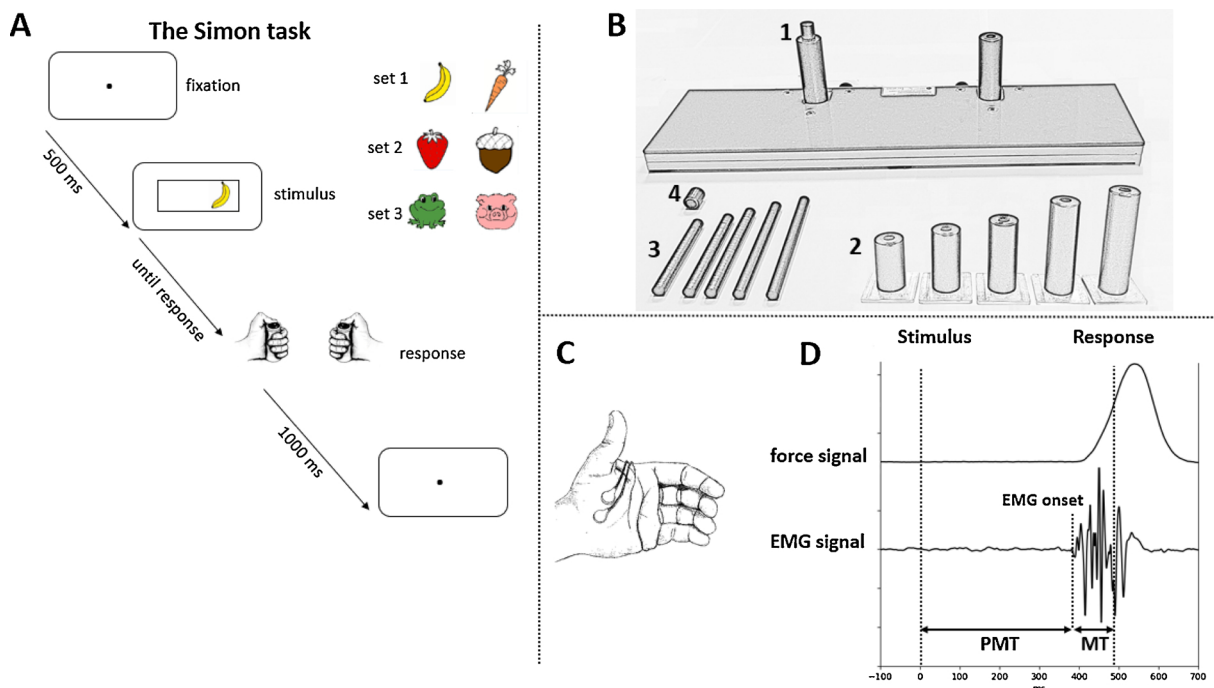 A
The Simon task
fixation
500 ms
stimulus
until response
response
1000 ms
set 1
set 2
set 3
B
1
2
3
4
C
D
Stimulus
Response
force signal
EMG onset
EMG signal
PMT
MT
−100
0
100
200
300
400
500
600
700